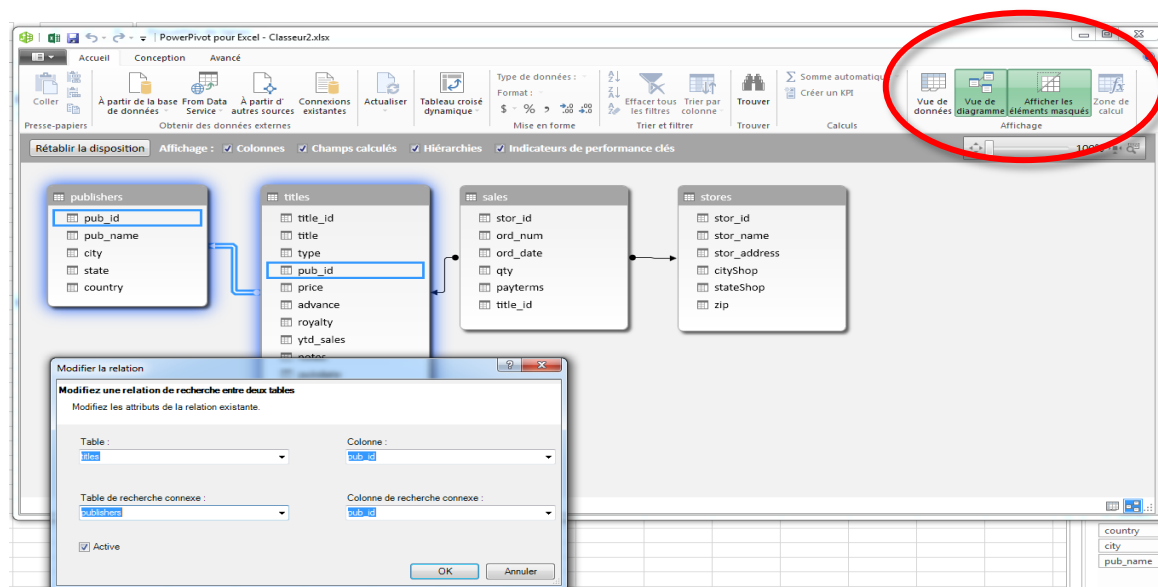 PowerPivot pour Excel - Classeur2.xlsx
Accueil Conception Avancé
Coller
À partir de la base de données
From Data Service
À partir d' autres sources
Connexions existantes
Actualiser
Tableau croisé dynamique
Type de données :
Format :
$ % ,
Effacer tous les filtres
Trier par colonne
Trouver
Somme automatique
Créer un KPI
Vue de données
Vue de diagramme
Afficher les éléments masqués
Zone de calcul
Presse-papiers
Obtenir des données externes
Mise en forme
Trier et filtrer
Trouver
Calculs
Affichage
Rétablir la disposition Affichage : Colonnes Champs calculés Hiérarchies Indicateurs de performance clés
publishers
pub_id
pub_name
city
state
country
titles
title_id
title
type
pub_id
price
advance
royalty
ytd_sales
notes
sales
stor_id
ord_num
ord_date
qty
payterms
title_id
stores
stor_id
stor_name
stor_address
cityShop
stateShop
zip
Modifier la relation
Modifiez une relation de recherche entre deux tables
Modifiez les attributs de la relation existante.
Table : Colonne :
titles pub_id
Table de recherche connexe : Colonne de recherche connexe :
publishers pub_id
Active
OK Annuler
country
city
pub_name